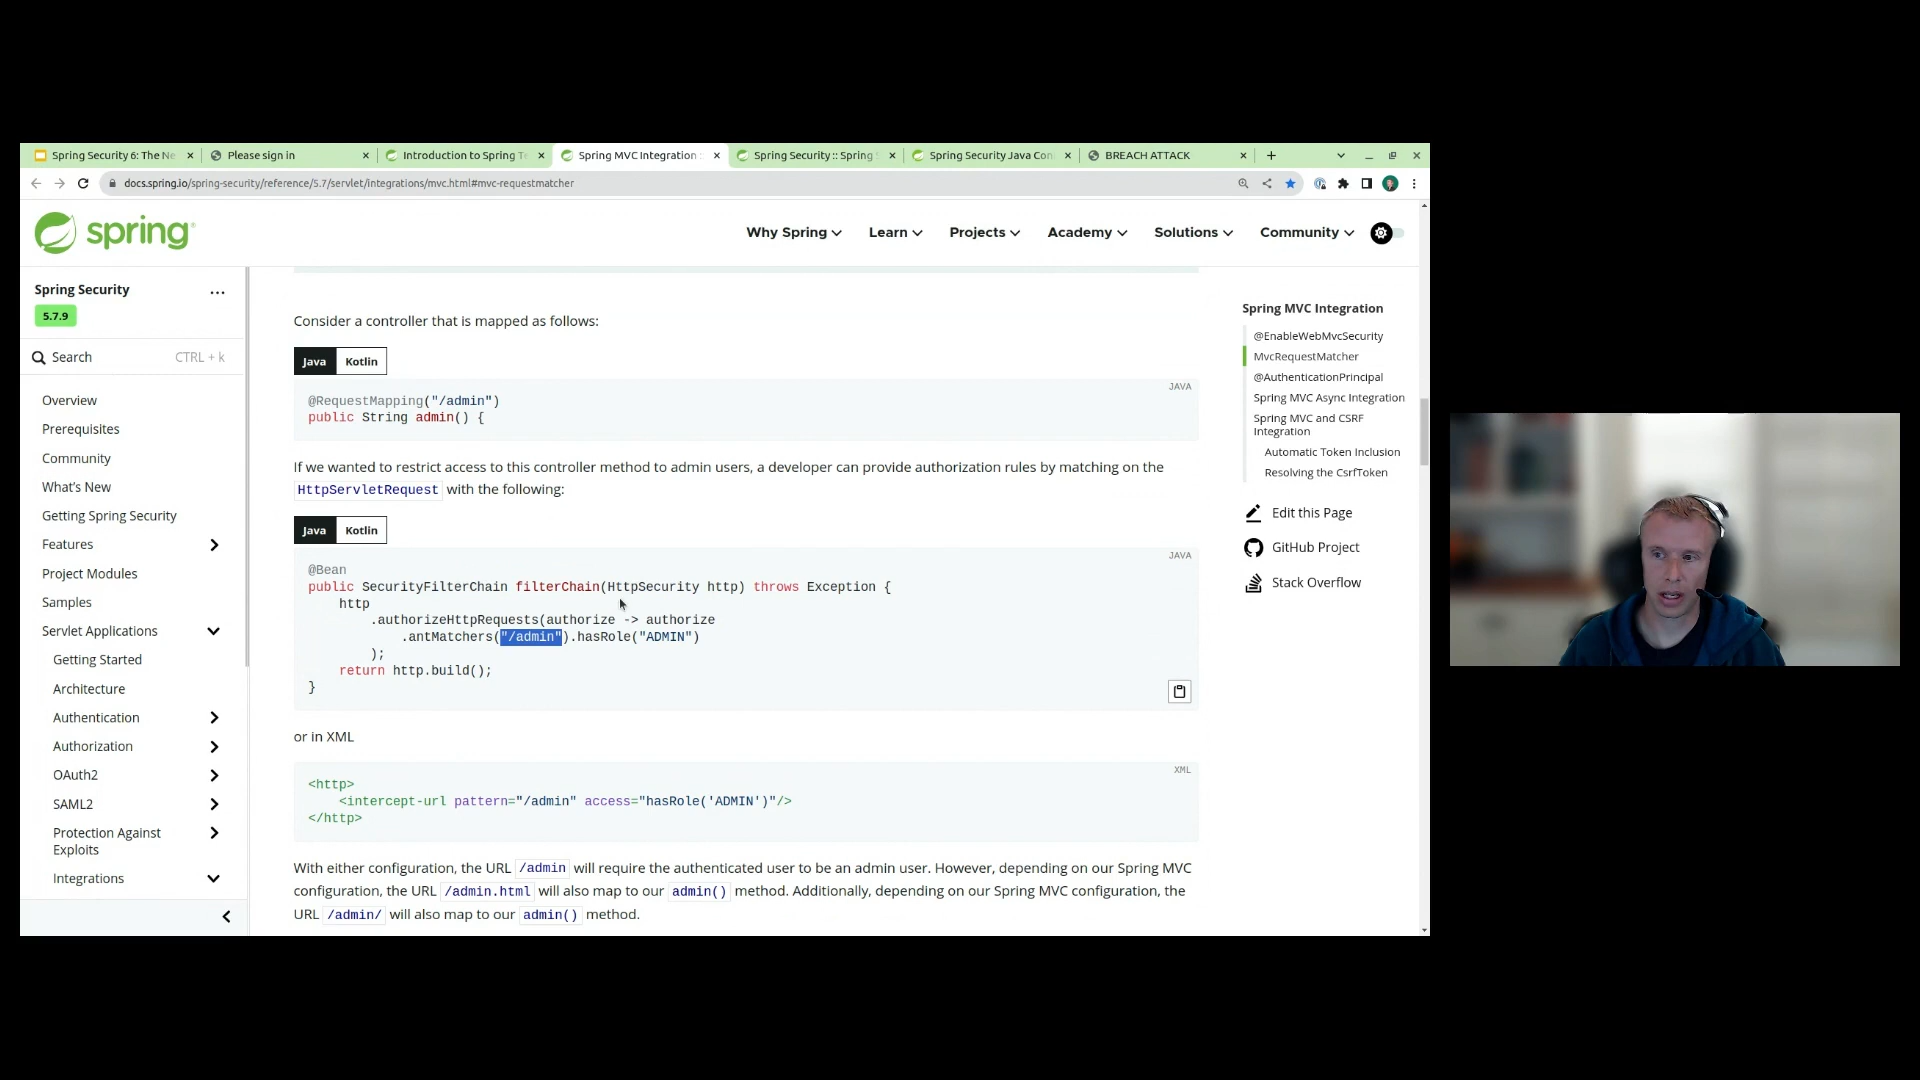 Spring Security 6: The Ne
Please sign in
Introduction to Spring Te
Spring MVC Integration :
Spring Security :: Spring
Spring Security Java Con
BREACH ATTACK
docs.spring.io/spring-security/reference/5.7/servlet/integrations/mvc.html#mvc-requestmatcher
spring
Why Spring
Learn
Projects
Academy
Solutions
Community
Spring Security
5.7.9
Search CTRL + k
Overview
Prerequisites
Community
What's New
Getting Spring Security
Features
Project Modules
Samples
Servlet Applications
Getting Started
Architecture
Authentication
Authorization
OAuth2
SAML2
Protection Against
Exploits
Integrations
Consider a controller that is mapped as follows:
Java Kotlin
JAVA
@RequestMapping("/admin")
public String admin() {
If we wanted to restrict access to this controller method to admin users, a developer can provide authorization rules by matching on the
HttpServletRequest with the following:
Java Kotlin
JAVA
@Bean
public SecurityFilterChain filterChain(HttpSecurity http) throws Exception {
http
.authorizeHttpRequests(authorize -> authorize
.antMatchers("/admin").hasRole("ADMIN")
);
return http.build();
}
or in XML
XML
<http>
<intercept-url pattern="/admin" access="hasRole('ADMIN')"/>
</http>
With either configuration, the URL /admin will require the authenticated user to be an admin user. However, depending on our Spring MVC
configuration, the URL /admin.html will also map to our admin() method. Additionally, depending on our Spring MVC configuration, the
URL /admin/ will also map to our admin() method.
Spring MVC Integration
@EnableWebMvcSecurity
MvcRequestMatcher
@AuthenticationPrincipal
Spring MVC Async Integration
Spring MVC and CSRF
Integration
Automatic Token Inclusion
Resolving the CsrfToken
Edit this Page
GitHub Project
Stack Overflow